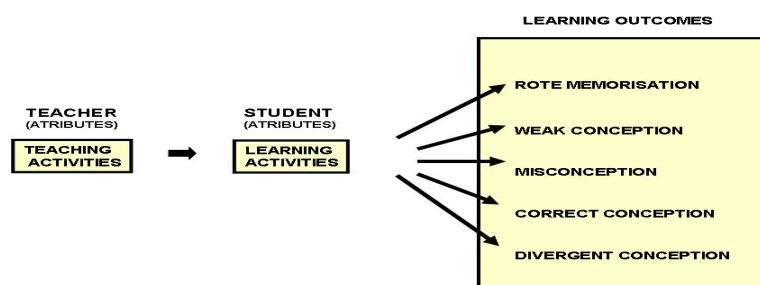 LEARNING OUTCOMES
TEACHER
(ATRIBUTES)
TEACHING
ACTIVITIES
STUDENT
(ATRIBUTES)
LEARNING
ACTIVITIES
ROTE MEMORISATION
WEAK CONCEPTION
MISCONCEPTION
CORRECT CONCEPTION
DIVERGENT CONCEPTION